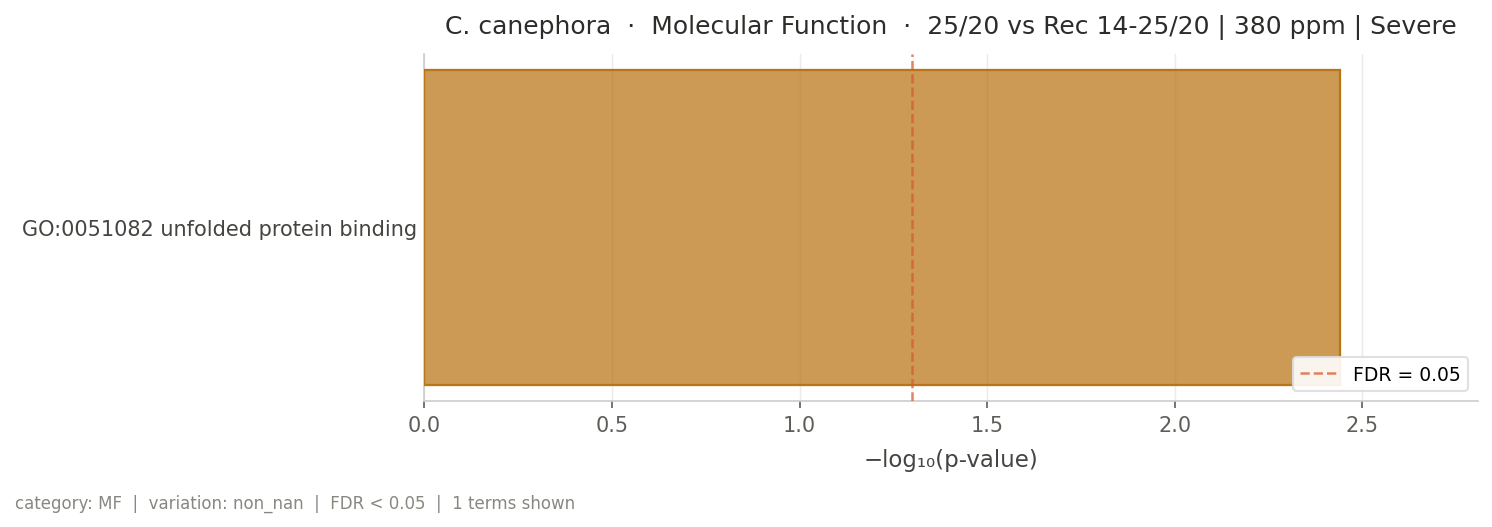 C. canephora · Molecular Function · 25/20 vs Rec 14-25/20 | 380 ppm | Severe
GO:0051082 unfolded protein binding
FDR = 0.05
0.0 0.5 1.0 1.5 2.0 2.5
−log₁₀(p-value)
category: MF | variation: non_nan | FDR < 0.05 | 1 terms shown